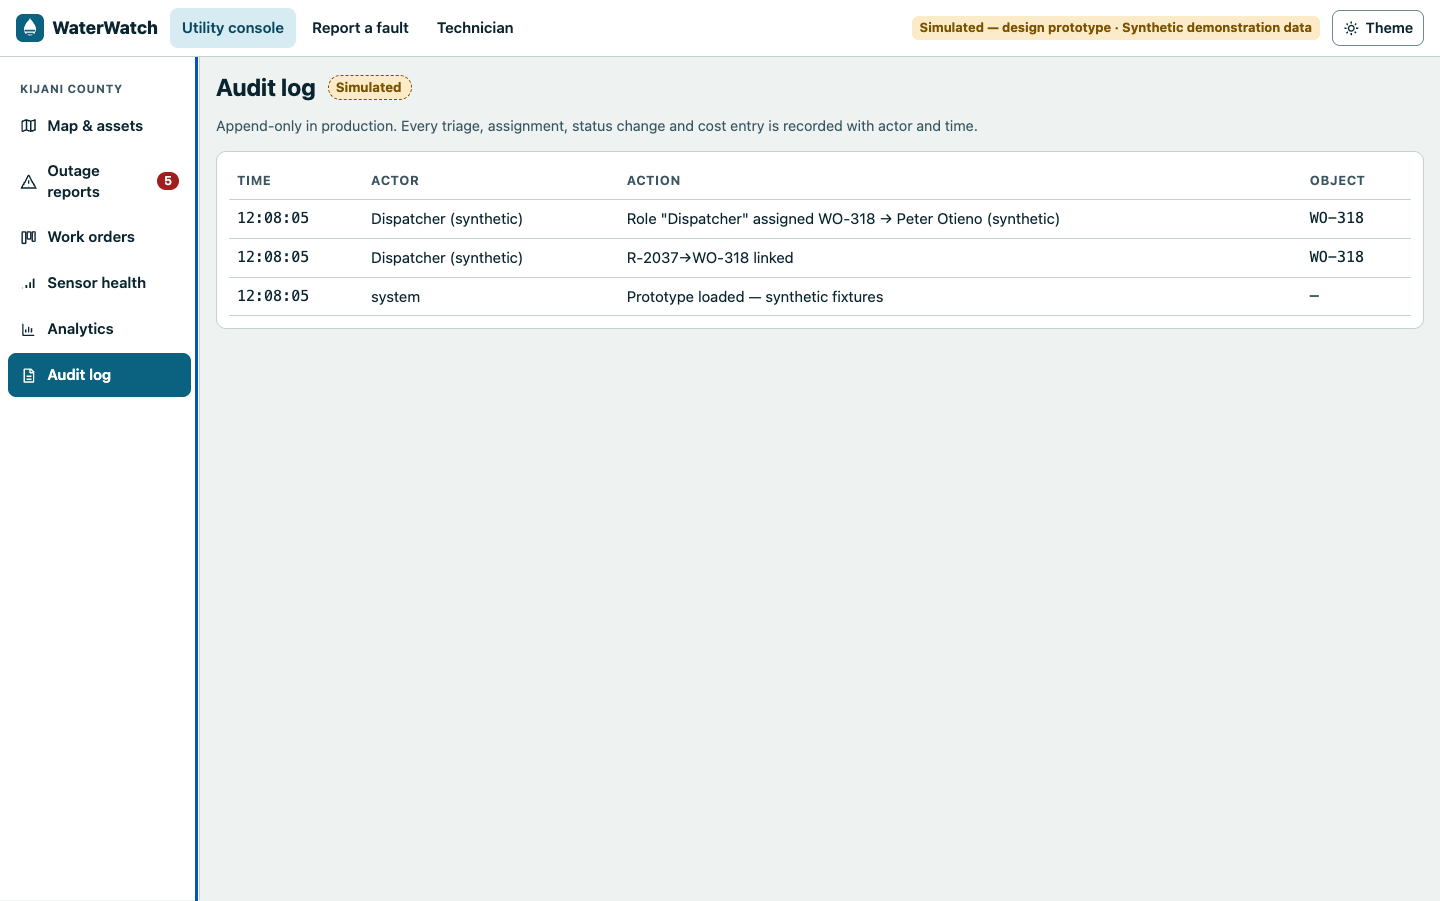 WaterWatch
Utility console
Report a fault
Technician
Simulated — design prototype · Synthetic demonstration data
Theme
KIJANI COUNTY
Map & assets
Outage
reports
5
Work orders
Sensor health
Analytics
Audit log
Audit log
Simulated
Append-only in production. Every triage, assignment, status change and cost entry is recorded with actor and time.
TIME ACTOR ACTION OBJECT
12:08:05 Dispatcher (synthetic) Role "Dispatcher" assigned WO-318 → Peter Otieno (synthetic) WO-318
12:08:05 Dispatcher (synthetic) R-2037→WO-318 linked WO-318
12:08:05 system Prototype loaded — synthetic fixtures —